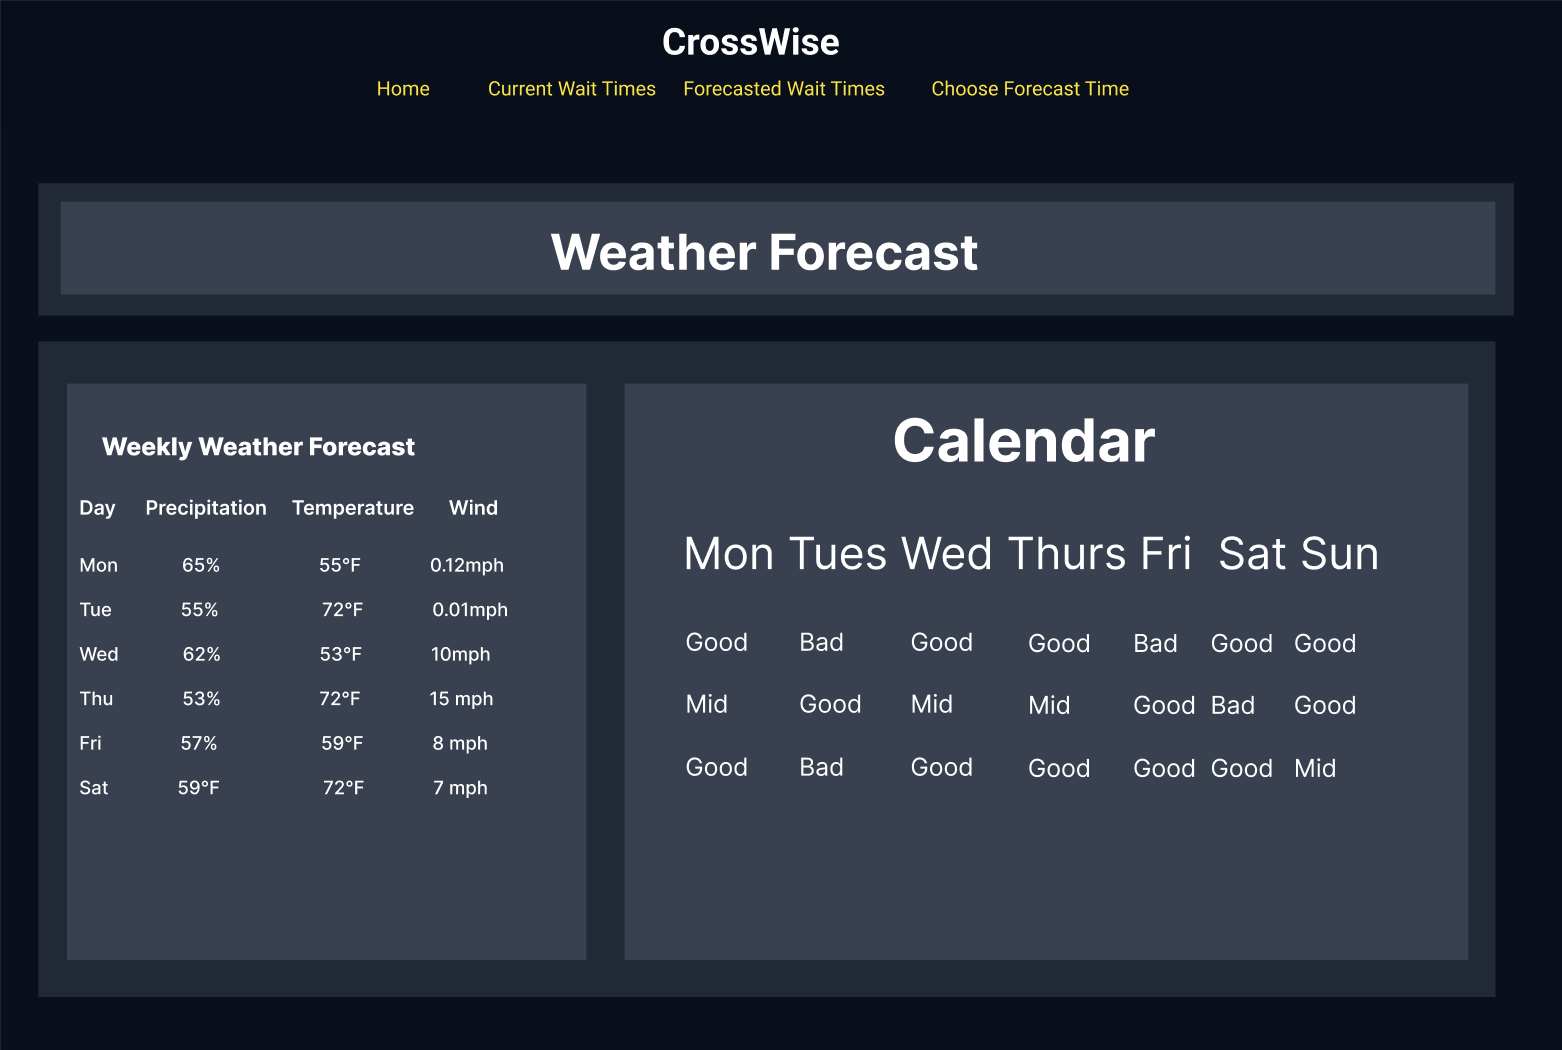 CrossWise
Home Current Wait Times Forecasted Wait Times Choose Forecast Time
Weather Forecast
Weekly Weather Forecast
Day Precipitation Temperature Wind
Mon 65% 55°F 0.12mph
Tue 55% 72°F 0.01mph
Wed 62% 53°F 10mph
Thu 53% 72°F 15 mph
Fri 57% 59°F 8 mph
Sat 59°F 72°F 7 mph
Calendar
Mon Tues Wed Thurs Fri Sat Sun
Good Bad Good Good Bad Good Good
Mid Good Mid Mid Good Bad Good
Good Bad Good Good Good Good Mid